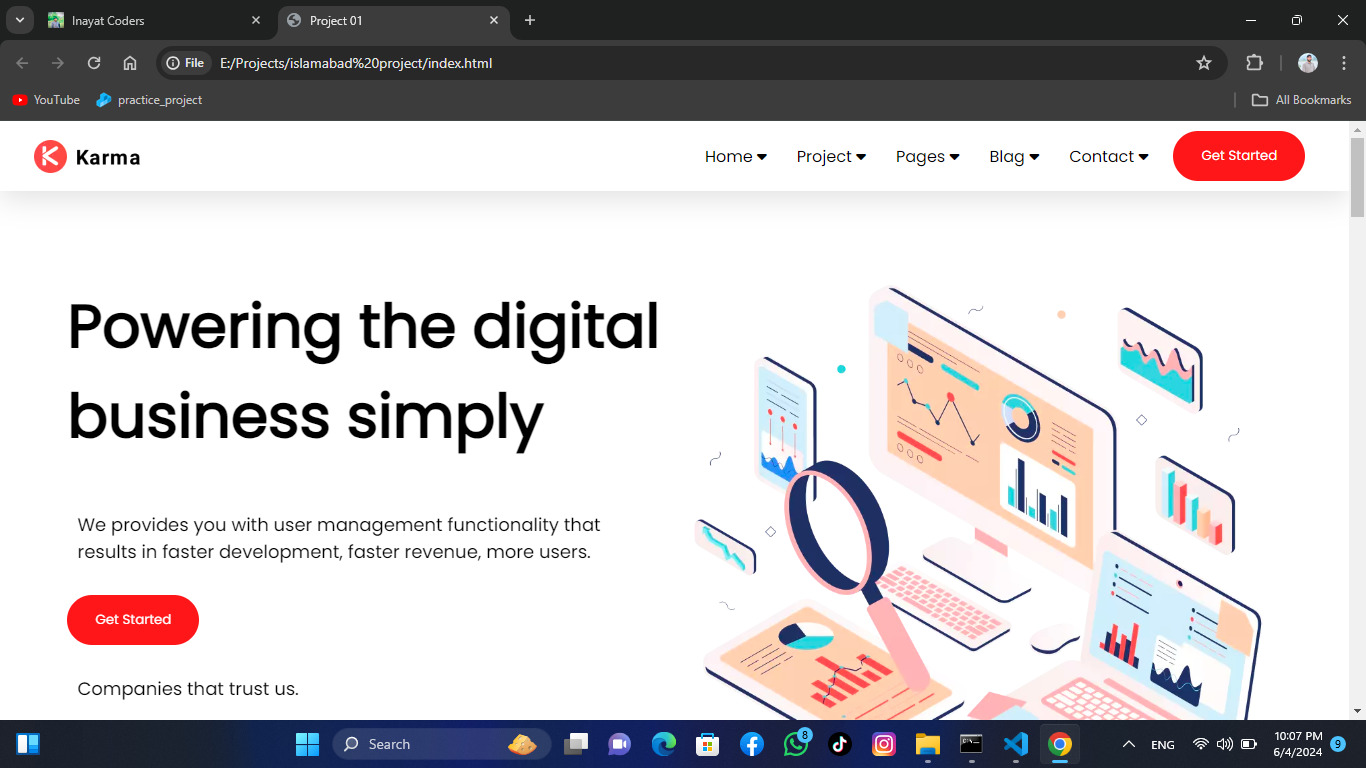 Inayat Coders
Project 01
File
E:/Projects/islamabad%20project/index.html
YouTube
practice_project
All Bookmarks
Karma
Home
Project
Pages
Blag
Contact
Get Started
Powering the digital
business simply
We provides you with user management functionality that
results in faster development, faster revenue, more users.
Get Started
Companies that trust us.
Search
8
ENG
10:07 PM
6/4/2024
9